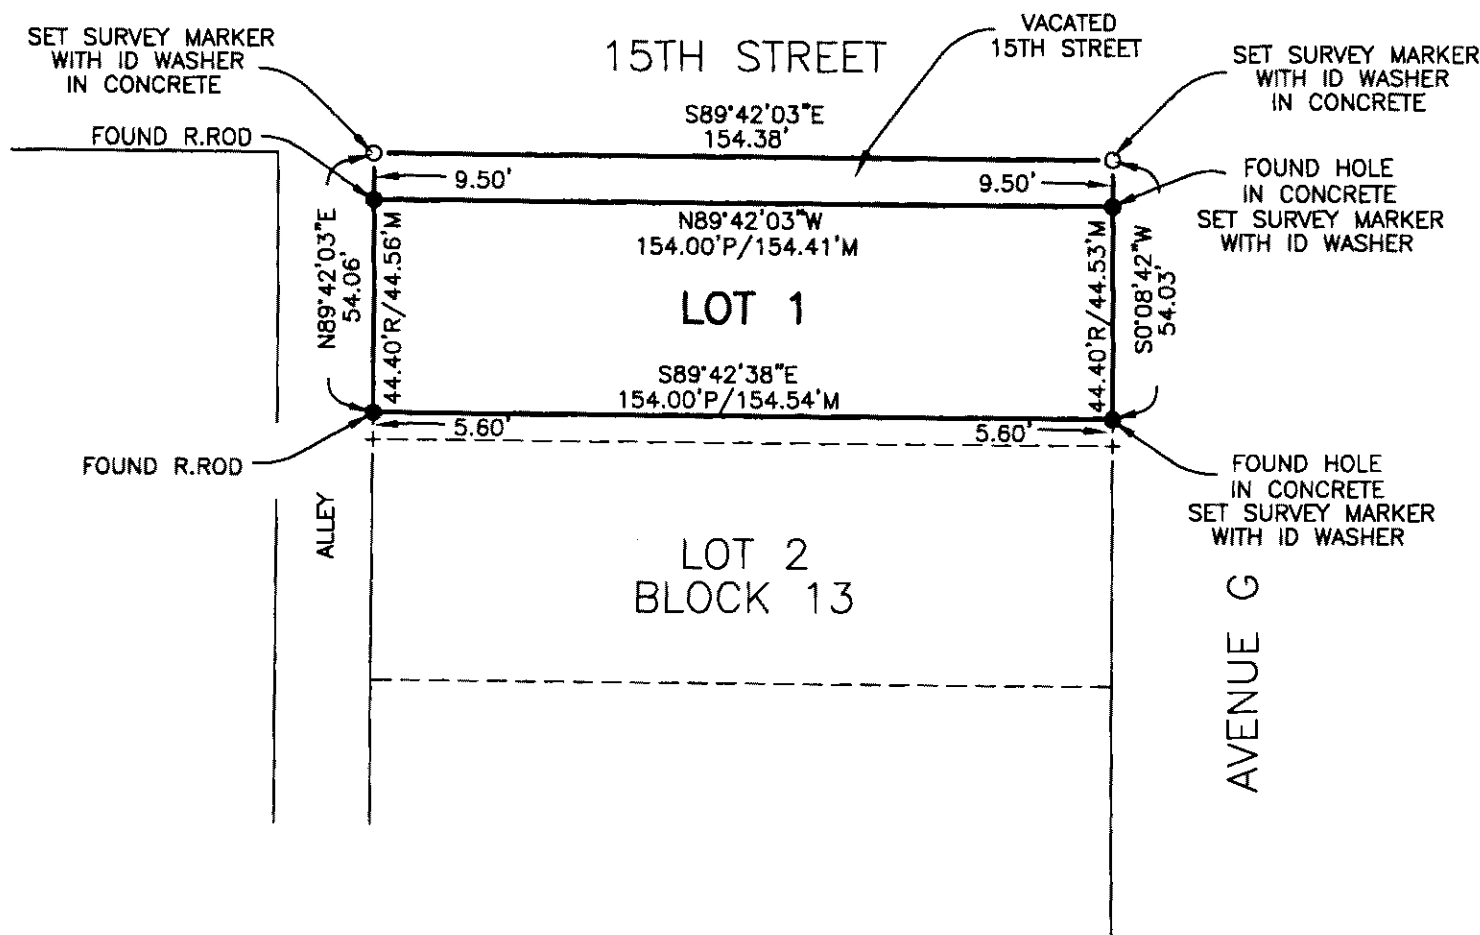 SET SURVEY MARKER
WITH ID WASHER
IN CONCRETE
15TH STREET
VACATED
15TH STREET
SET SURVEY MARKER
WITH ID WASHER
IN CONCRETE
FOUND R.ROD
S89°42'03"E
154.38'
9.50'
9.50'
FOUND HOLE
IN CONCRETE
SET SURVEY MARKER
WITH ID WASHER
N89°42'03"W
154.00'P/154.41'M
N89°42'03"E
54.06'
44.40'R/44.56'M
LOT 1
44.40'R/44.53'M
S0°08'42"W
54.03'
S89°42'38"E
154.00'P/154.54'M
5.60'
5.60'
FOUND R.ROD
FOUND HOLE
IN CONCRETE
SET SURVEY MARKER
WITH ID WASHER
ALLEY
LOT 2
BLOCK 13
AVENUE G